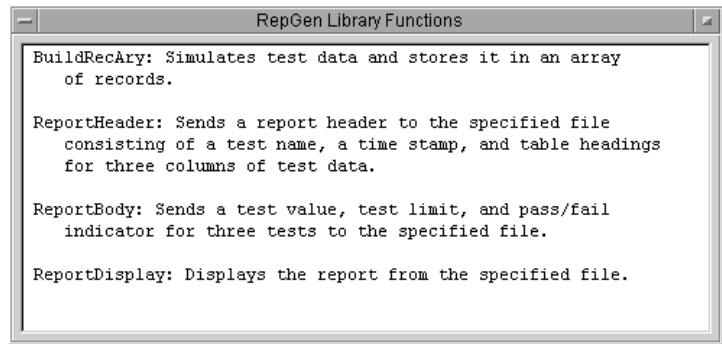 RepGen Library Functions
BuildRecAry: Simulates test data and stores it in an array
of records.
ReportHeader: Sends a report header to the specified file
consisting of a test name, a time stamp, and table headings
for three columns of test data.
ReportBody: Sends a test value, test limit, and pass/fail
indicator for three tests to the specified file.
ReportDisplay: Displays the report from the specified file.